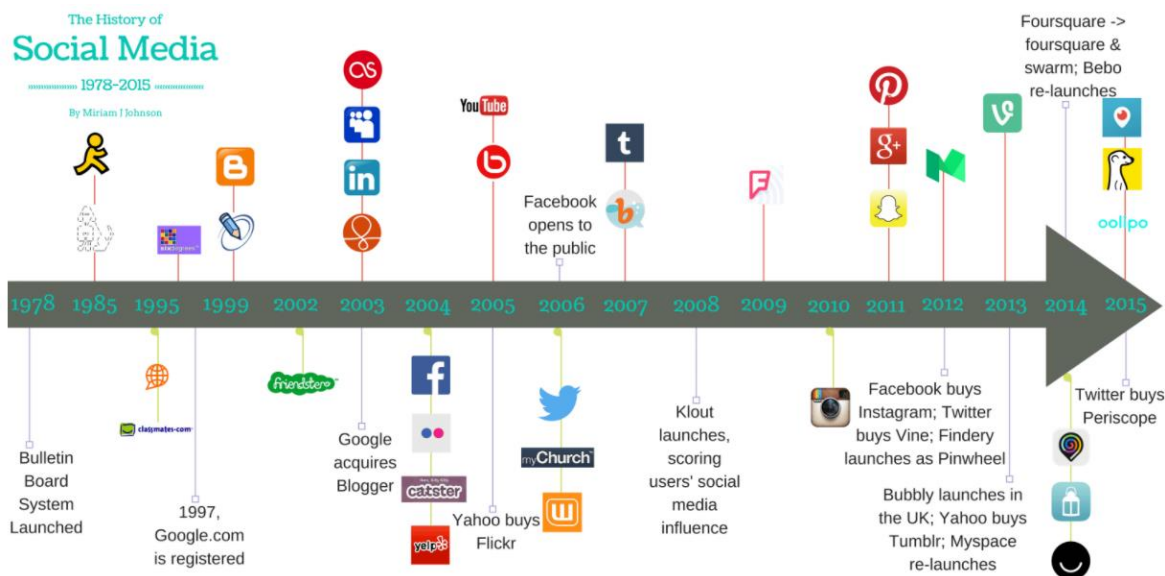 The History of
Social Media
1978-2015
By Miriam J Johnson
Foursquare ->
foursquare &
swarm; Bebo
re-launches
YouTube
Facebook
opens to
the public
sixdegrees™
oolipo
1978 1985 1995 1999 2002 2003 2004 2005 2006 2007 2008 2009 2010 2011 2012 2013 2014 2015
Bulletin
Board
System
Launched
classmates.com
1997,
Google.com
is registered
friendster
Google
acquires
Blogger
catster
yelp
Yahoo buys
Flickr
myChurch
Klout
launches,
scoring
users' social
media
influence
Facebook buys
Instagram; Twitter
buys Vine; Findery
launches as Pinwheel
Bubbly launches in
the UK; Yahoo buys
Tumblr; Myspace
re-launches
Twitter buys
Periscope